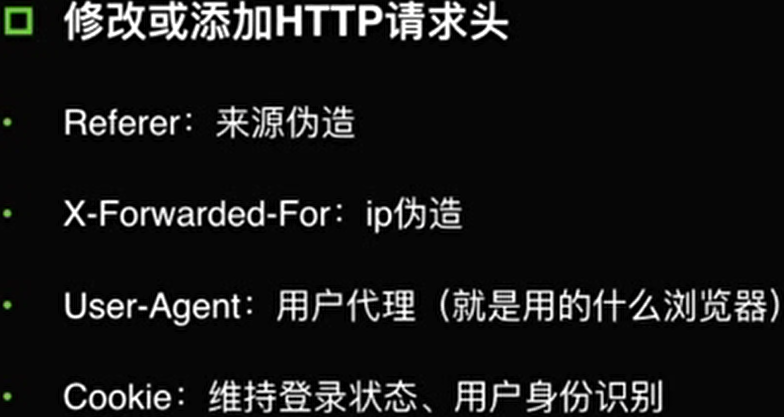 修改或添加HTTP请求头
Referer：来源伪造
X-Forwarded-For：ip伪造
User-Agent：用户代理（就是用的什么浏览器）
Cookie：维持登录状态、用户身份识别